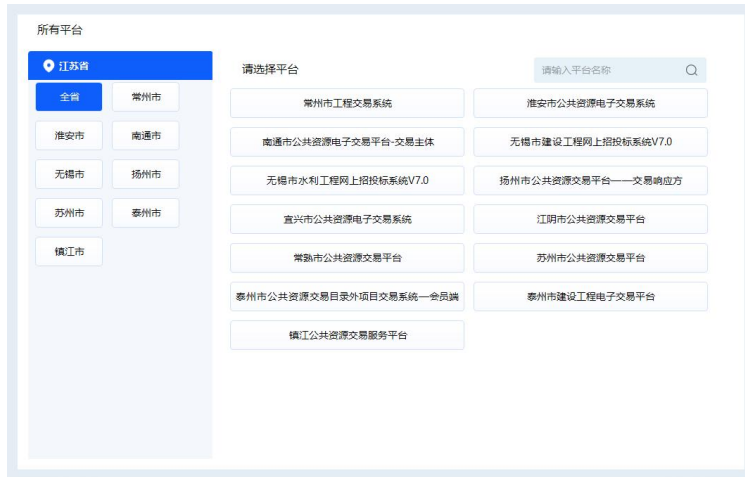 所有平台
江苏省
全省
常州市
淮安市
南通市
无锡市
扬州市
苏州市
泰州市
镇江市
请选择平台
请输入平台名称
常州市工程交易系统
淮安市公共资源电子交易系统
南通市公共资源电子交易平台-交易主体
无锡市建设工程网上招投标系统V7.0
无锡市水利工程网上招投标系统V7.0
扬州市公共资源交易平台——交易响应方
宜兴市公共资源电子交易系统
江阴市公共资源交易平台
常熟市公共资源交易平台
苏州市公共资源交易平台
泰州市公共资源交易目录外项目交易系统—会员端
泰州市建设工程电子交易平台
镇江公共资源交易服务平台